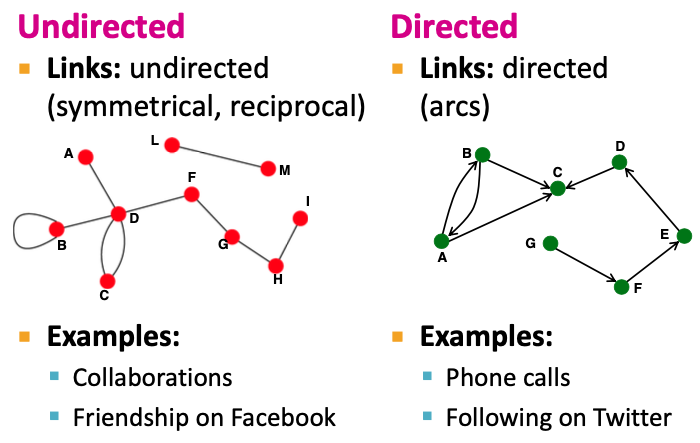 Undirected
Links: undirected
(symmetrical, reciprocal)
A
L
M
F
I
D
B
G
H
C
Examples:
Collaborations
Friendship on Facebook
Directed
Links: directed
(arcs)
B
D
C
E
G
A
F
Examples:
Phone calls
Following on Twitter